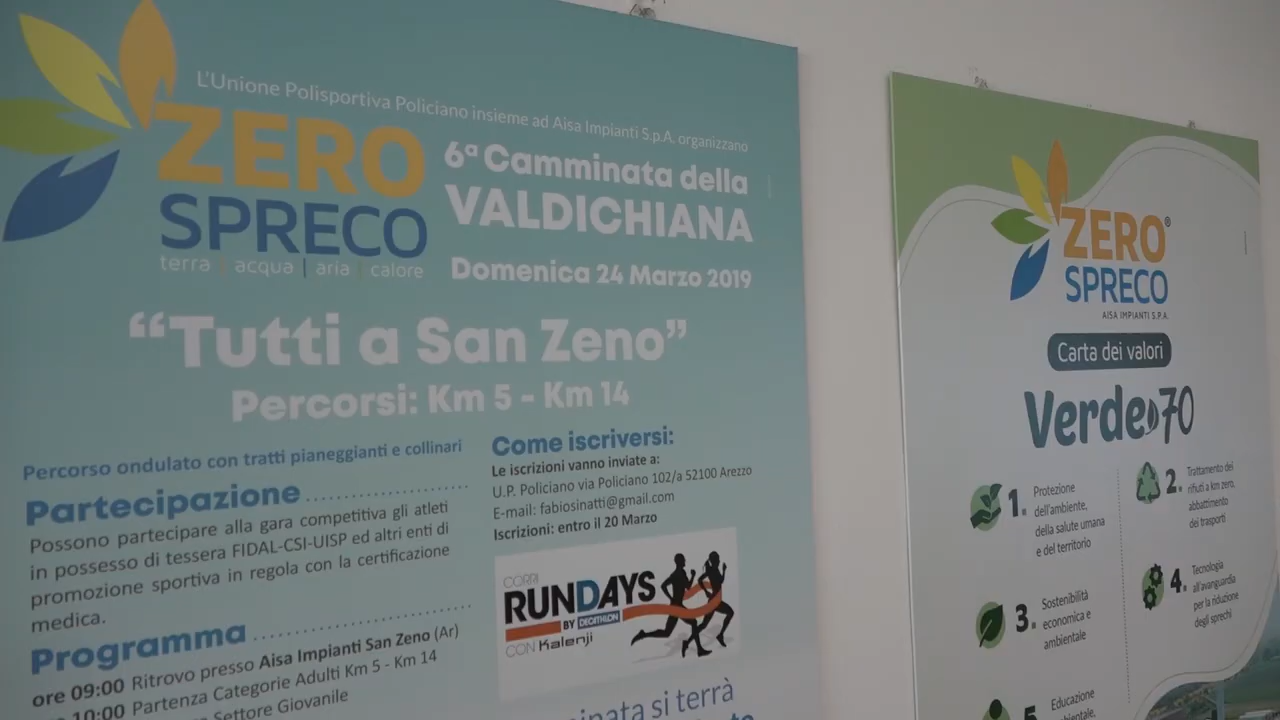 L'Unione Polisportiva Policiano insieme ad Aisa Impianti S.p.A. organizzano
ZERO
SPRECO
terra | acqua | aria | calore
6ª Camminata della
VALDICHIANA
Domenica 24 Marzo 2019
"Tutti a San Zeno"
Percorsi: Km 5 - Km 14
Percorso ondulato con tratti pianeggianti e collinari
Partecipazione
Possono partecipare alla gara competitiva gli atleti
in possesso di tessera FIDAL-CSI-UISP ed altri enti di
promozione sportiva in regola con la certificazione
medica.
Programma
ore 09:00 Ritrovo presso Aisa Impianti San Zeno (Ar)
10:00 Partenza Categorie Adulti Km 5 - Km 14
Settore Giovanile
Come iscriversi:
Le iscrizioni vanno inviate a:
U.P. Policiano via Policiano 102/a 52100 Arezzo
E-mail: fabiosinatti@gmail.com
Iscrizioni: entro il 20 Marzo
CORRI
RUNDAYS
BY DECATHLON
CON Kalenji
si terrà
ZERO®
SPRECO
AISA IMPIANTI S.P.A.
Carta dei valori
Verde70
1. Protezione
dell'ambiente,
della salute umana
e del territorio
2. Trattamento dei
rifiuti a km zero,
abbattimento
dei trasporti
3. Sostenibilità
economica e
ambientale
4. Tecnologia
all'avanguardia
per la riduzione
degli sprechi
5. Educazione